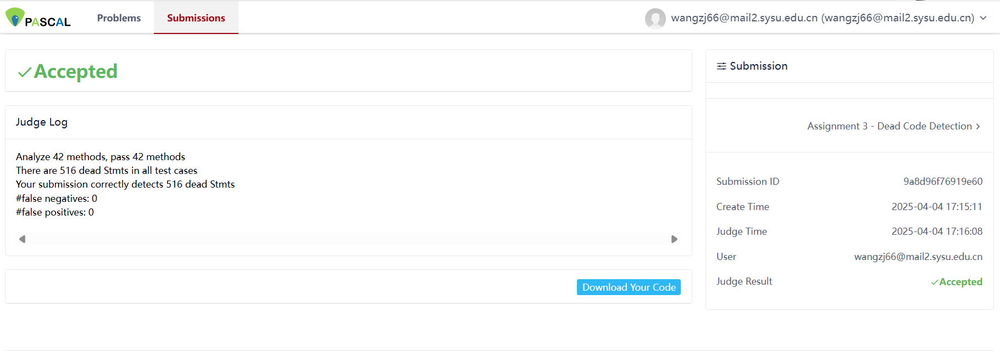 PASCAL
Problems
Submissions
wangzj66@mail2.sysu.edu.cn (wangzj66@mail2.sysu.edu.cn)
Accepted
Judge Log
Analyze 42 methods, pass 42 methods
There are 516 dead Stmts in all test cases
Your submission correctly detects 516 dead Stmts
#false negatives: 0
#false positives: 0
Download Your Code
Submission
Assignment 3 - Dead Code Detection
Submission ID 9a8d96f76919e60
Create Time 2025-04-04 17:15:11
Judge Time 2025-04-04 17:16:08
User wangzj66@mail2.sysu.edu.cn
Judge Result Accepted